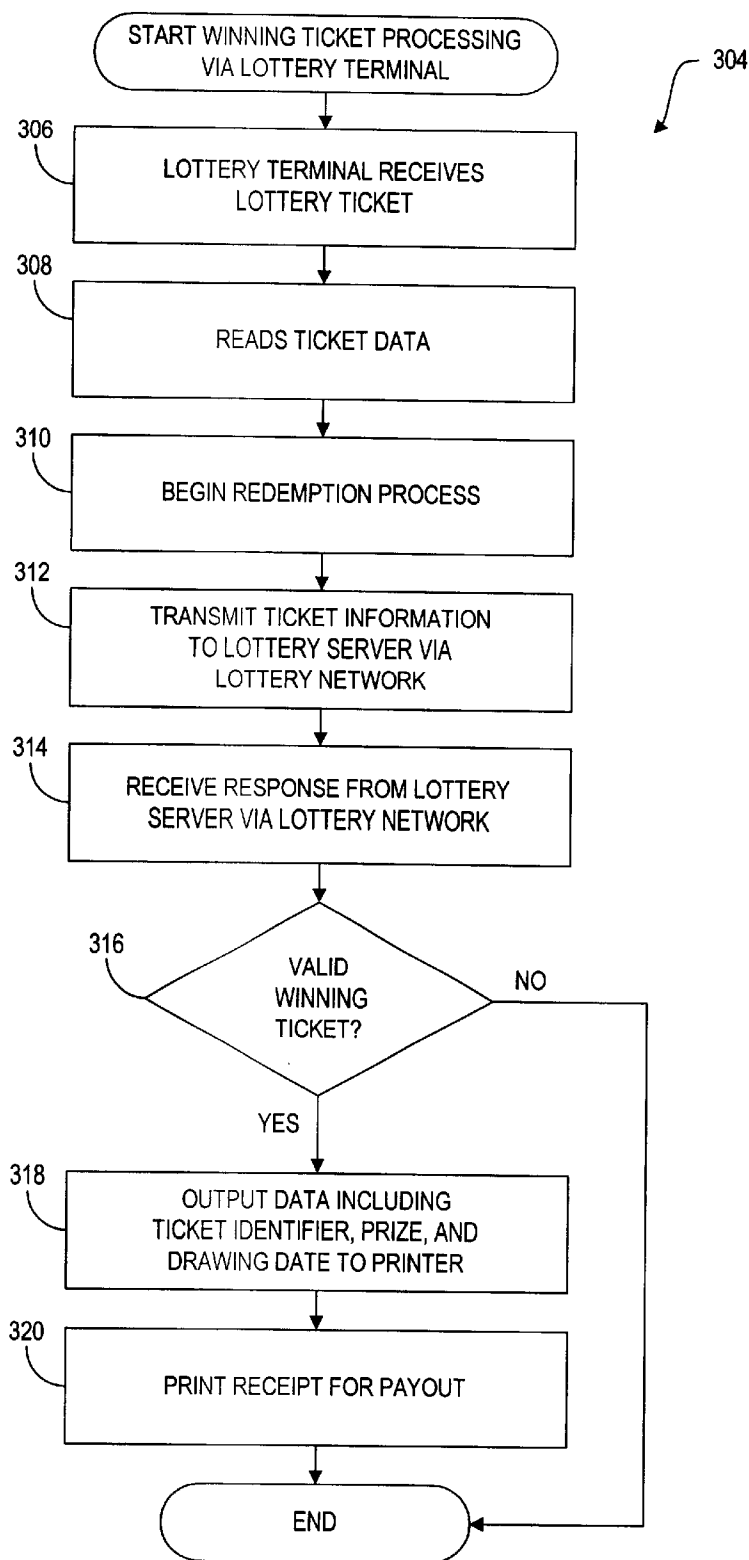 START WINNING TICKET PROCESSING
VIA LOTTERY TERMINAL
304
306
LOTTERY TERMINAL RECEIVES
LOTTERY TICKET
308
READS TICKET DATA
310
BEGIN REDEMPTION PROCESS
312
TRANSMIT TICKET INFORMATION
TO LOTTERY SERVER VIA
LOTTERY NETWORK
314
RECEIVE RESPONSE FROM LOTTERY
SERVER VIA LOTTERY NETWORK
316
VALID
WINNING
TICKET?
NO
YES
318
OUTPUT DATA INCLUDING
TICKET IDENTIFIER, PRIZE, AND
DRAWING DATE TO PRINTER
320
PRINT RECEIPT FOR PAYOUT
END